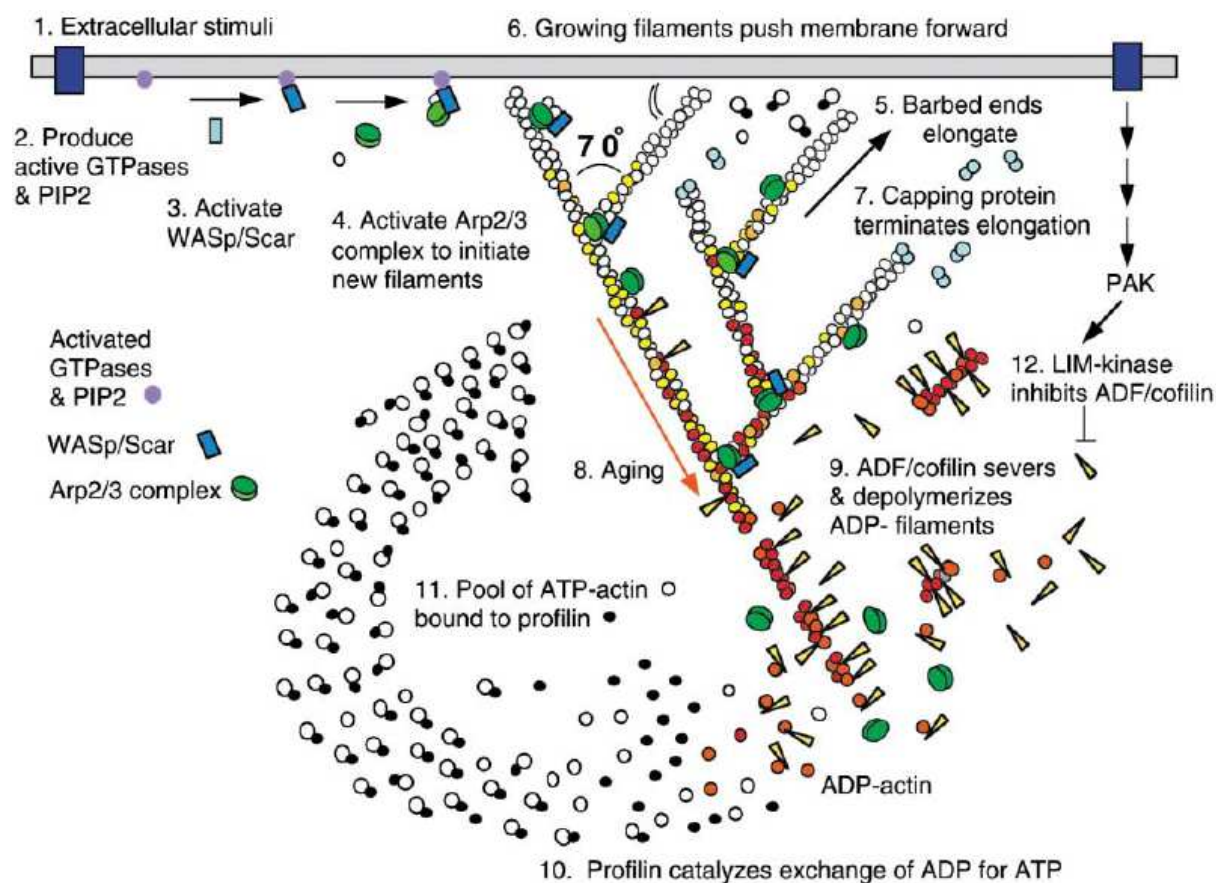 1. Extracellular stimuli
6. Growing filaments push membrane forward
2. Produce
active GTPases
& PIP2
3. Activate
WASp/Scar
4. Activate Arp2/3
complex to initiate
new filaments
70°
5. Barbed ends
elongate
7. Capping protein
terminates elongation
PAK
12. LIM-kinase
inhibits ADF/cofilin
Activated
GTPases
& PIP2
WASp/Scar
Arp2/3 complex
8. Aging
9. ADF/cofilin severs
& depolymerizes
ADP- filaments
11. Pool of ATP-actin
bound to profilin
ADP-actin
10. Profilin catalyzes exchange of ADP for ATP